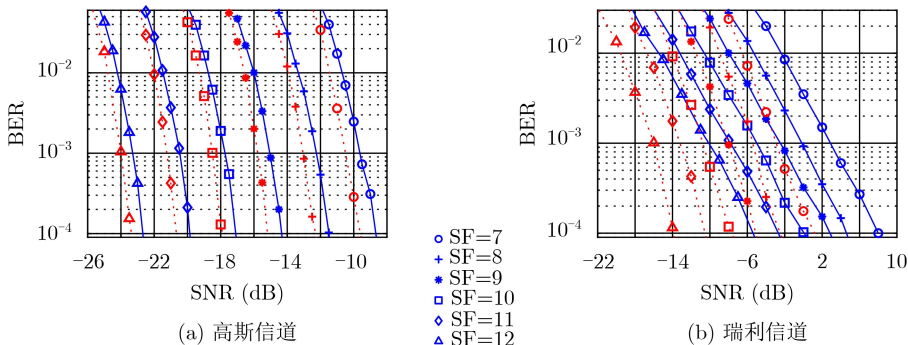 BER
10⁻²
10⁻³
10⁻⁴
−26 −22 −18 −14 −10
SNR (dB)
(a) 高斯信道
SF=7
SF=8
SF=9
SF=10
SF=11
SF=12
BER
10⁻²
10⁻³
10⁻⁴
−22 −14 −6 2 10
SNR (dB)
(b) 瑞利信道